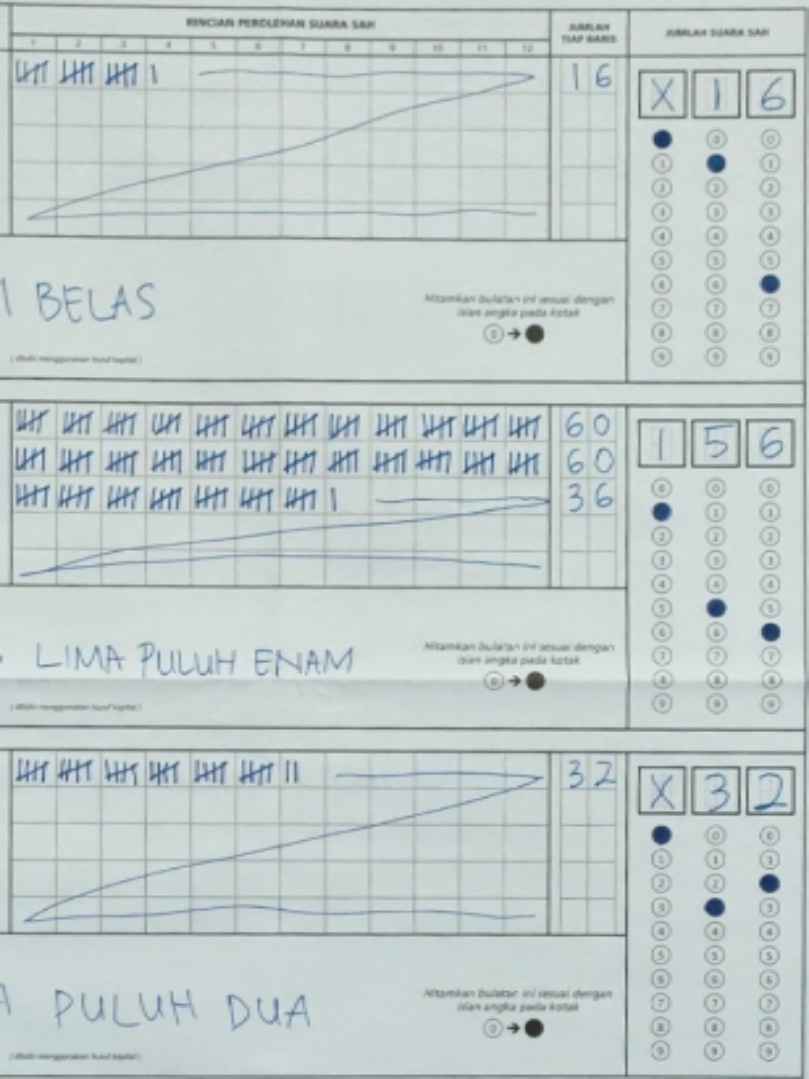 RINCIAN PEROLEHAN SUARA SAH JUMLAH TIAP BARIS JUMLAH SUARA SAH
1 2 3 4 5 6 7 8 9 10 11 12
1 6 X 1 6
0 0
1 1
2 2 2
3 3 3
4 4 4
5 5 5
6 6
7 7 7
8 8 8
9 9 9
BELAS
Hitamkan bulatan ini sesuai dengan
isian angka pada kotak
0 →
(ditulis menggunakan huruf kapital)
6 0 1 5 6
6 0
3 6
0 0 0
1 1
2 2 2
3 3 3
4 4 4
5 5
6 6
7 7 7
8 8 8
9 9 9
LIMA PULUH ENAM
Hitamkan bulatan ini sesuai dengan
isian angka pada kotak
0 →
(ditulis menggunakan huruf kapital)
3 2 X 3 2
0 0
1 1 1
2 2
3 3
4 4 4
5 5 5
6 6 6
7 7 7
8 8 8
9 9 9
A PULUH DUA
Hitamkan bulatan ini sesuai dengan
isian angka pada kotak
0 →
(ditulis menggunakan huruf kapital)